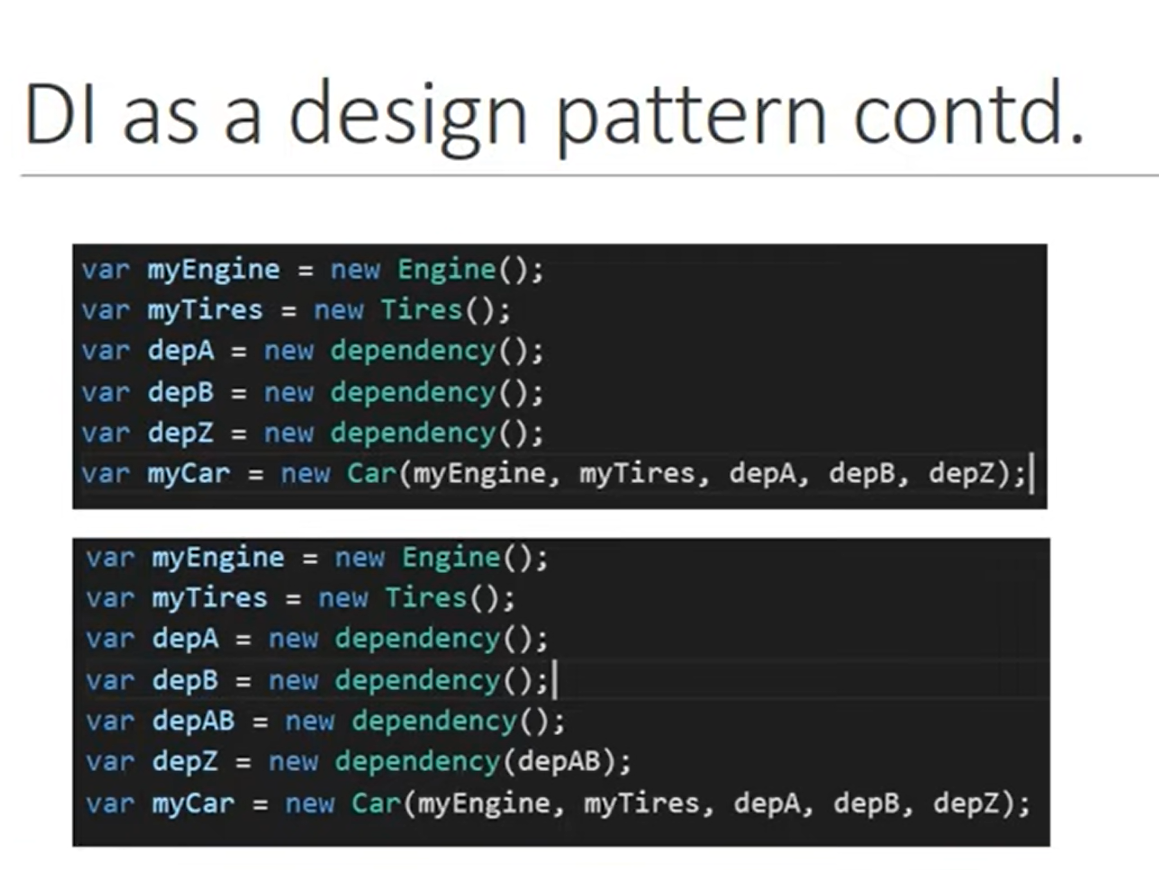 DI as a design pattern contd.
var myEngine = new Engine();
var myTires = new Tires();
var depA = new dependency();
var depB = new dependency();
var depZ = new dependency();
var myCar = new Car(myEngine, myTires, depA, depB, depZ);
var myEngine = new Engine();
var myTires = new Tires();
var depA = new dependency();
var depB = new dependency();
var depAB = new dependency();
var depZ = new dependency(depAB);
var myCar = new Car(myEngine, myTires, depA, depB, depZ);